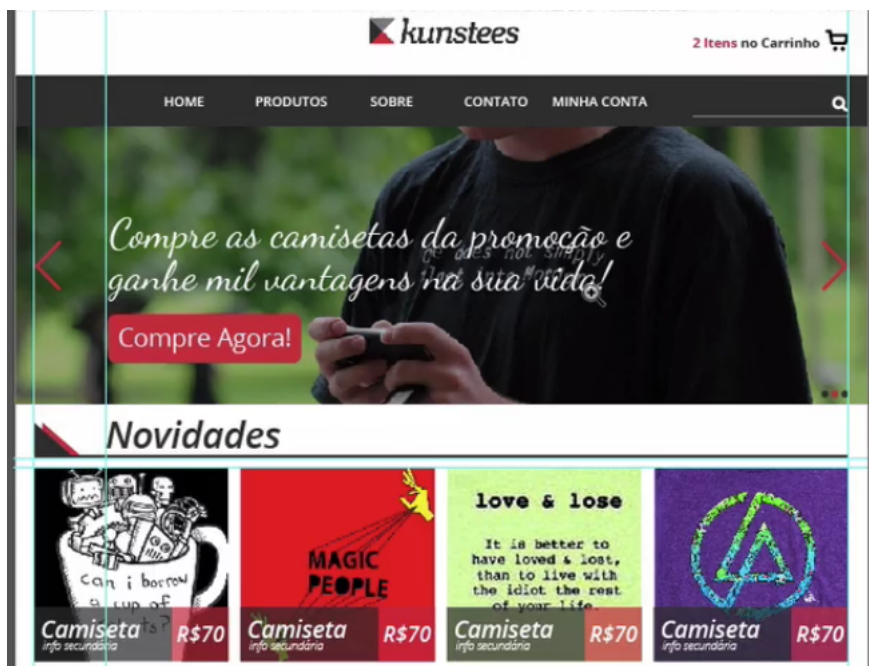 kunstees
2 Itens no Carrinho
HOME PRODUTOS SOBRE CONTATO MINHA CONTA
Compre as camisetas da promoção e
ganhe mil vantagens na sua vida!
Compre Agora!
Novidades
can i borrow
a cup of
MAGIC
PEOPLE
love & lose
It is better to
have loved & lost,
than to live with
the idiot the rest
of your life.
Camiseta
info secundária
R$70
Camiseta
info secundária
R$70
Camiseta
info secundária
R$70
Camiseta
info secundária
R$70